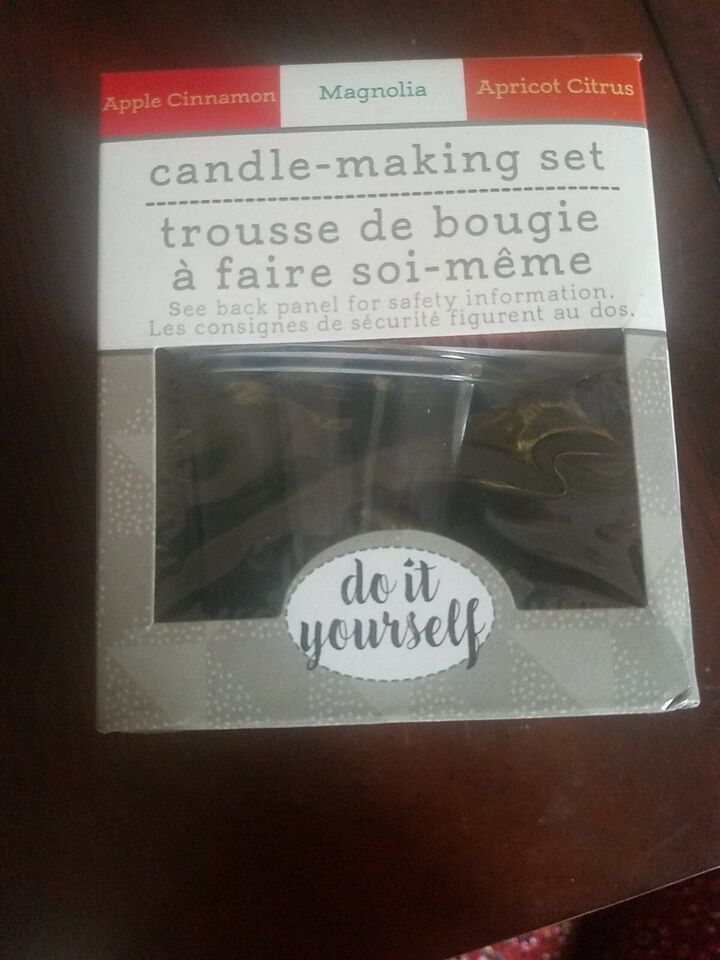 Apple Cinnamon Magnolia Apricot Citrus
candle-making set
trousse de bougie
à faire soi-même
See back panel for safety information.
Les consignes de sécurité figurent au dos.
do it
yourself